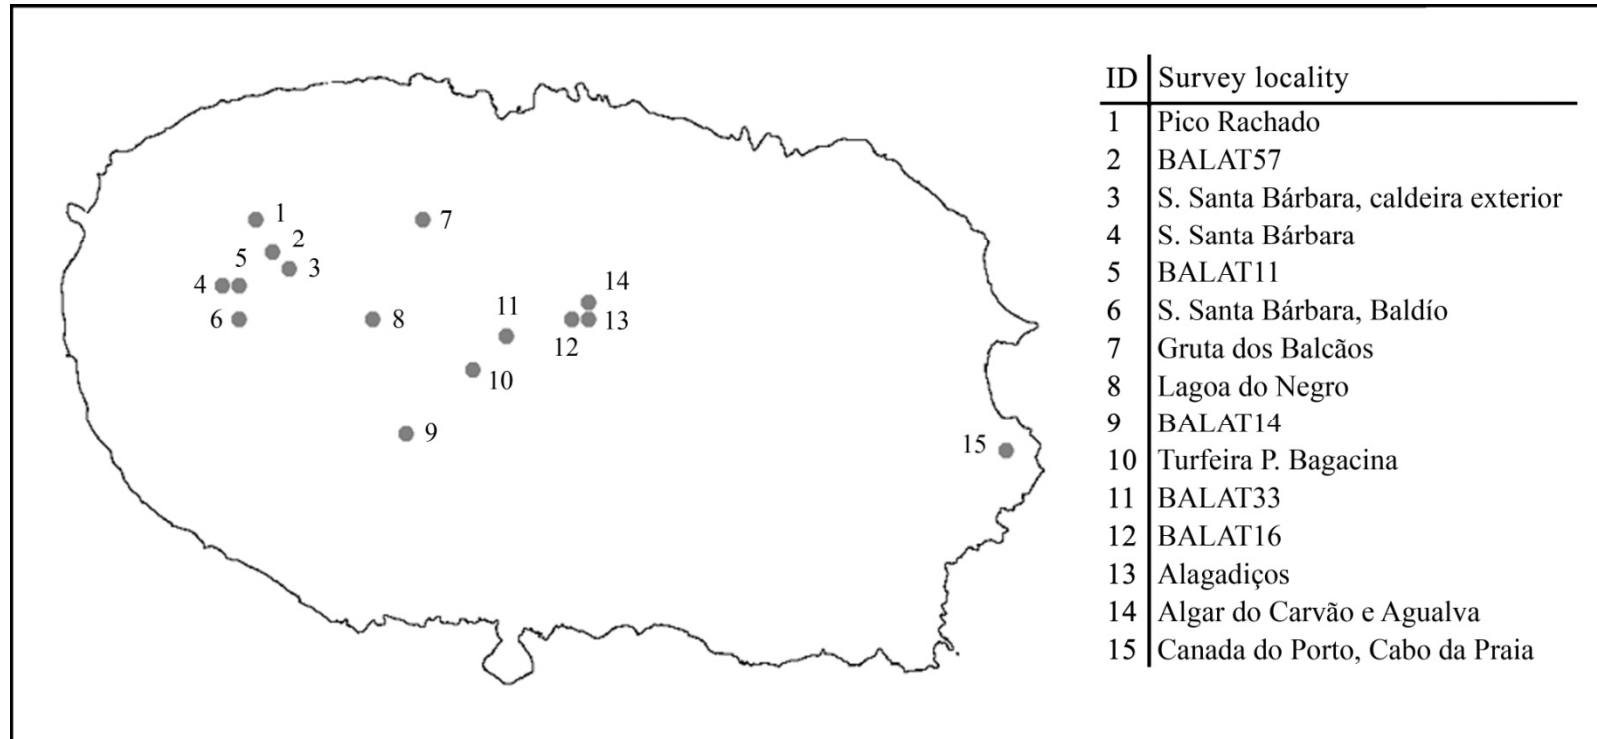 ID Survey locality
1 Pico Rachado
2 BALAT57
3 S. Santa Bárbara, caldeira exterior
4 S. Santa Bárbara
5 BALAT11
6 S. Santa Bárbara, Baldío
7 Gruta dos Balcãos
8 Lagoa do Negro
9 BALAT14
10 Turfeira P. Bagacina
11 BALAT33
12 BALAT16
13 Alagadiços
14 Algar do Carvão e Agualva
15 Canada do Porto, Cabo da Praia
1
7
2
5
3
4
14
11
6
8
13
12
10
9
15